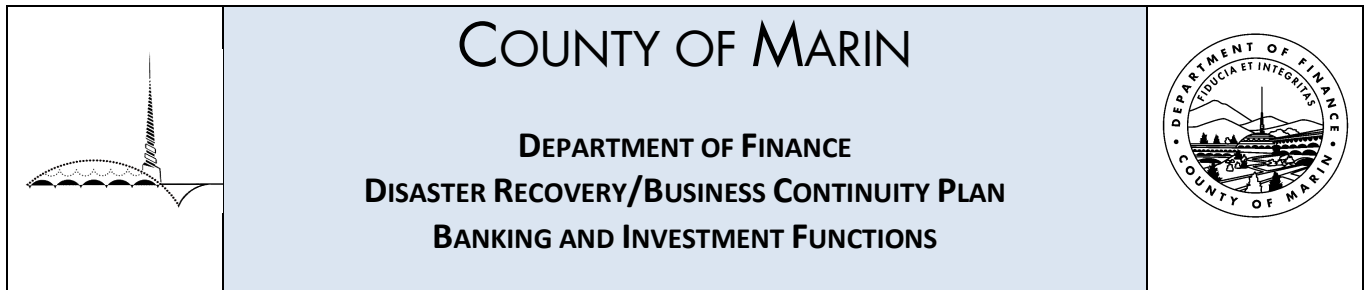 COUNTY OF MARIN
DEPARTMENT OF FINANCE
DISASTER RECOVERY/BUSINESS CONTINUITY PLAN
BANKING AND INVESTMENT FUNCTIONS
DEPARTMENT OF FINANCE
FIDUCIA ET INTEGRITAS
COUNTY OF MARIN